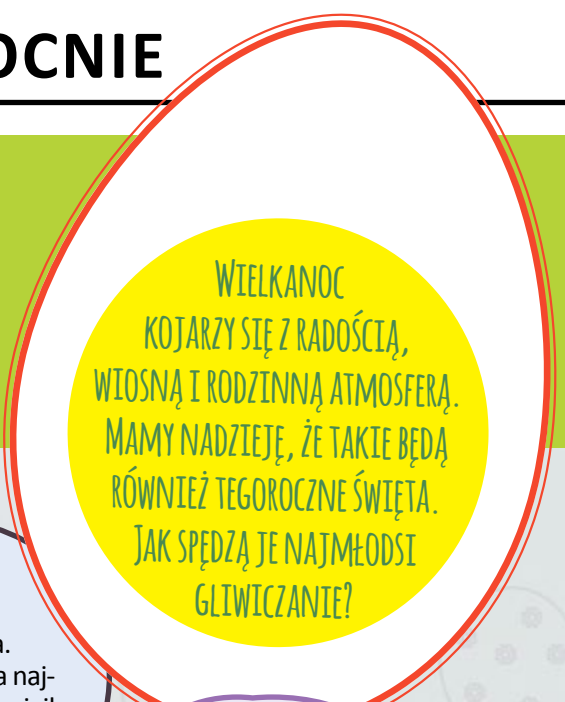 OCNIE
WIELKANOC
KOJARZY SIĘ Z RADOŚCIĄ,
WIOSNĄ I RODZINNĄ ATMOSFERĄ.
MAMY NADZIEJĘ, ŻE TAKIE BĘDĄ
RÓWNIEŻ TEGOROCZNE ŚWIĘTA.
JAK SPĘDZĄ JE NAJMŁODSI
GLIWICZANIE?
a.
a naj-